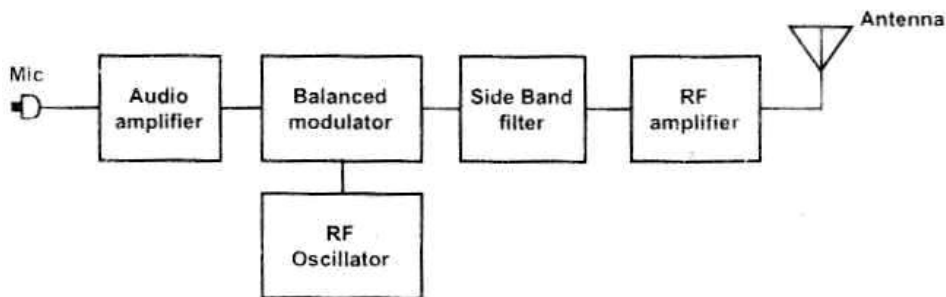 Antenna
Mic
Audio
amplifier
Balanced
modulator
Side Band
filter
RF
amplifier
RF
Oscillator